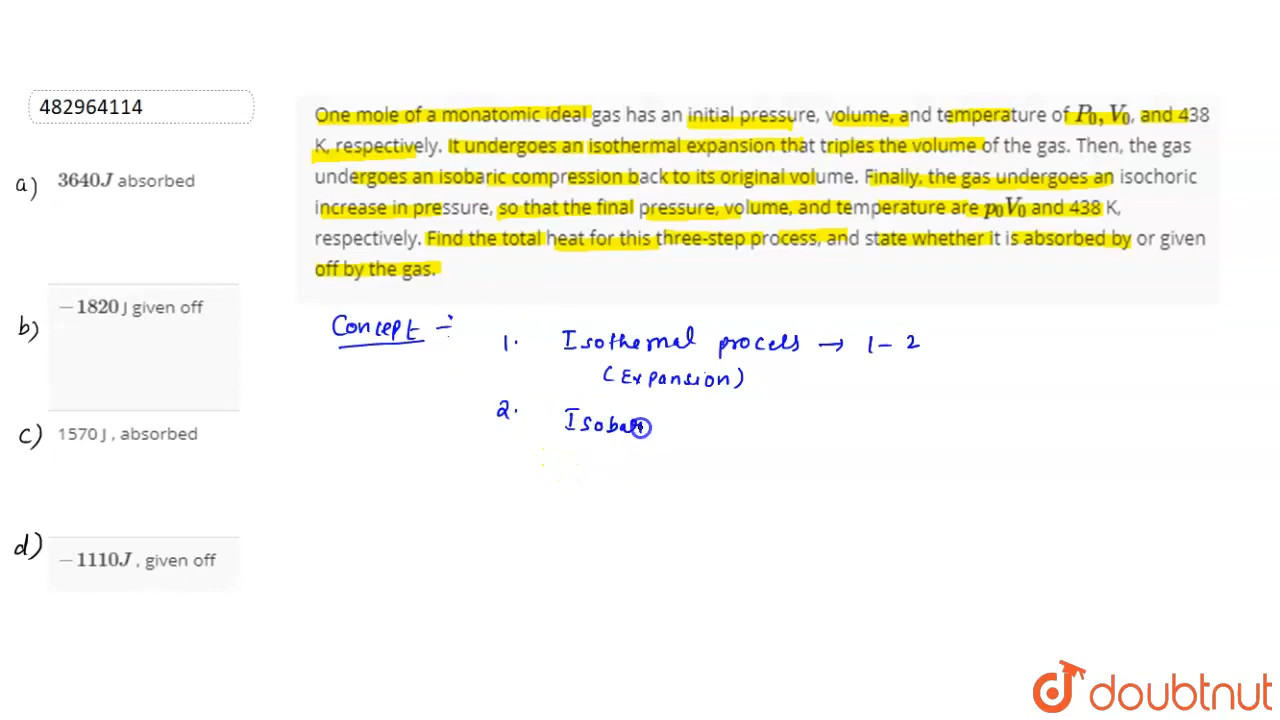 482964114
One mole of a monatomic ideal gas has an initial pressure, volume, and temperature of P₀, V₀, and 438
K, respectively. It undergoes an isothermal expansion that triples the volume of the gas. Then, the gas
undergoes an isobaric compression back to its original volume. Finally, the gas undergoes an isochoric
increase in pressure, so that the final pressure, volume, and temperature are p₀V₀ and 438 K,
respectively. Find the total heat for this three-step process, and state whether it is absorbed by or given
off by the gas.
a) 3640J absorbed
b) −1820 J given off
c) 1570 J , absorbed
d) −1110J , given off
Concept ÷
1. Isothermal process → 1 - 2
(Expansion)
2. Isobar
doubtnut